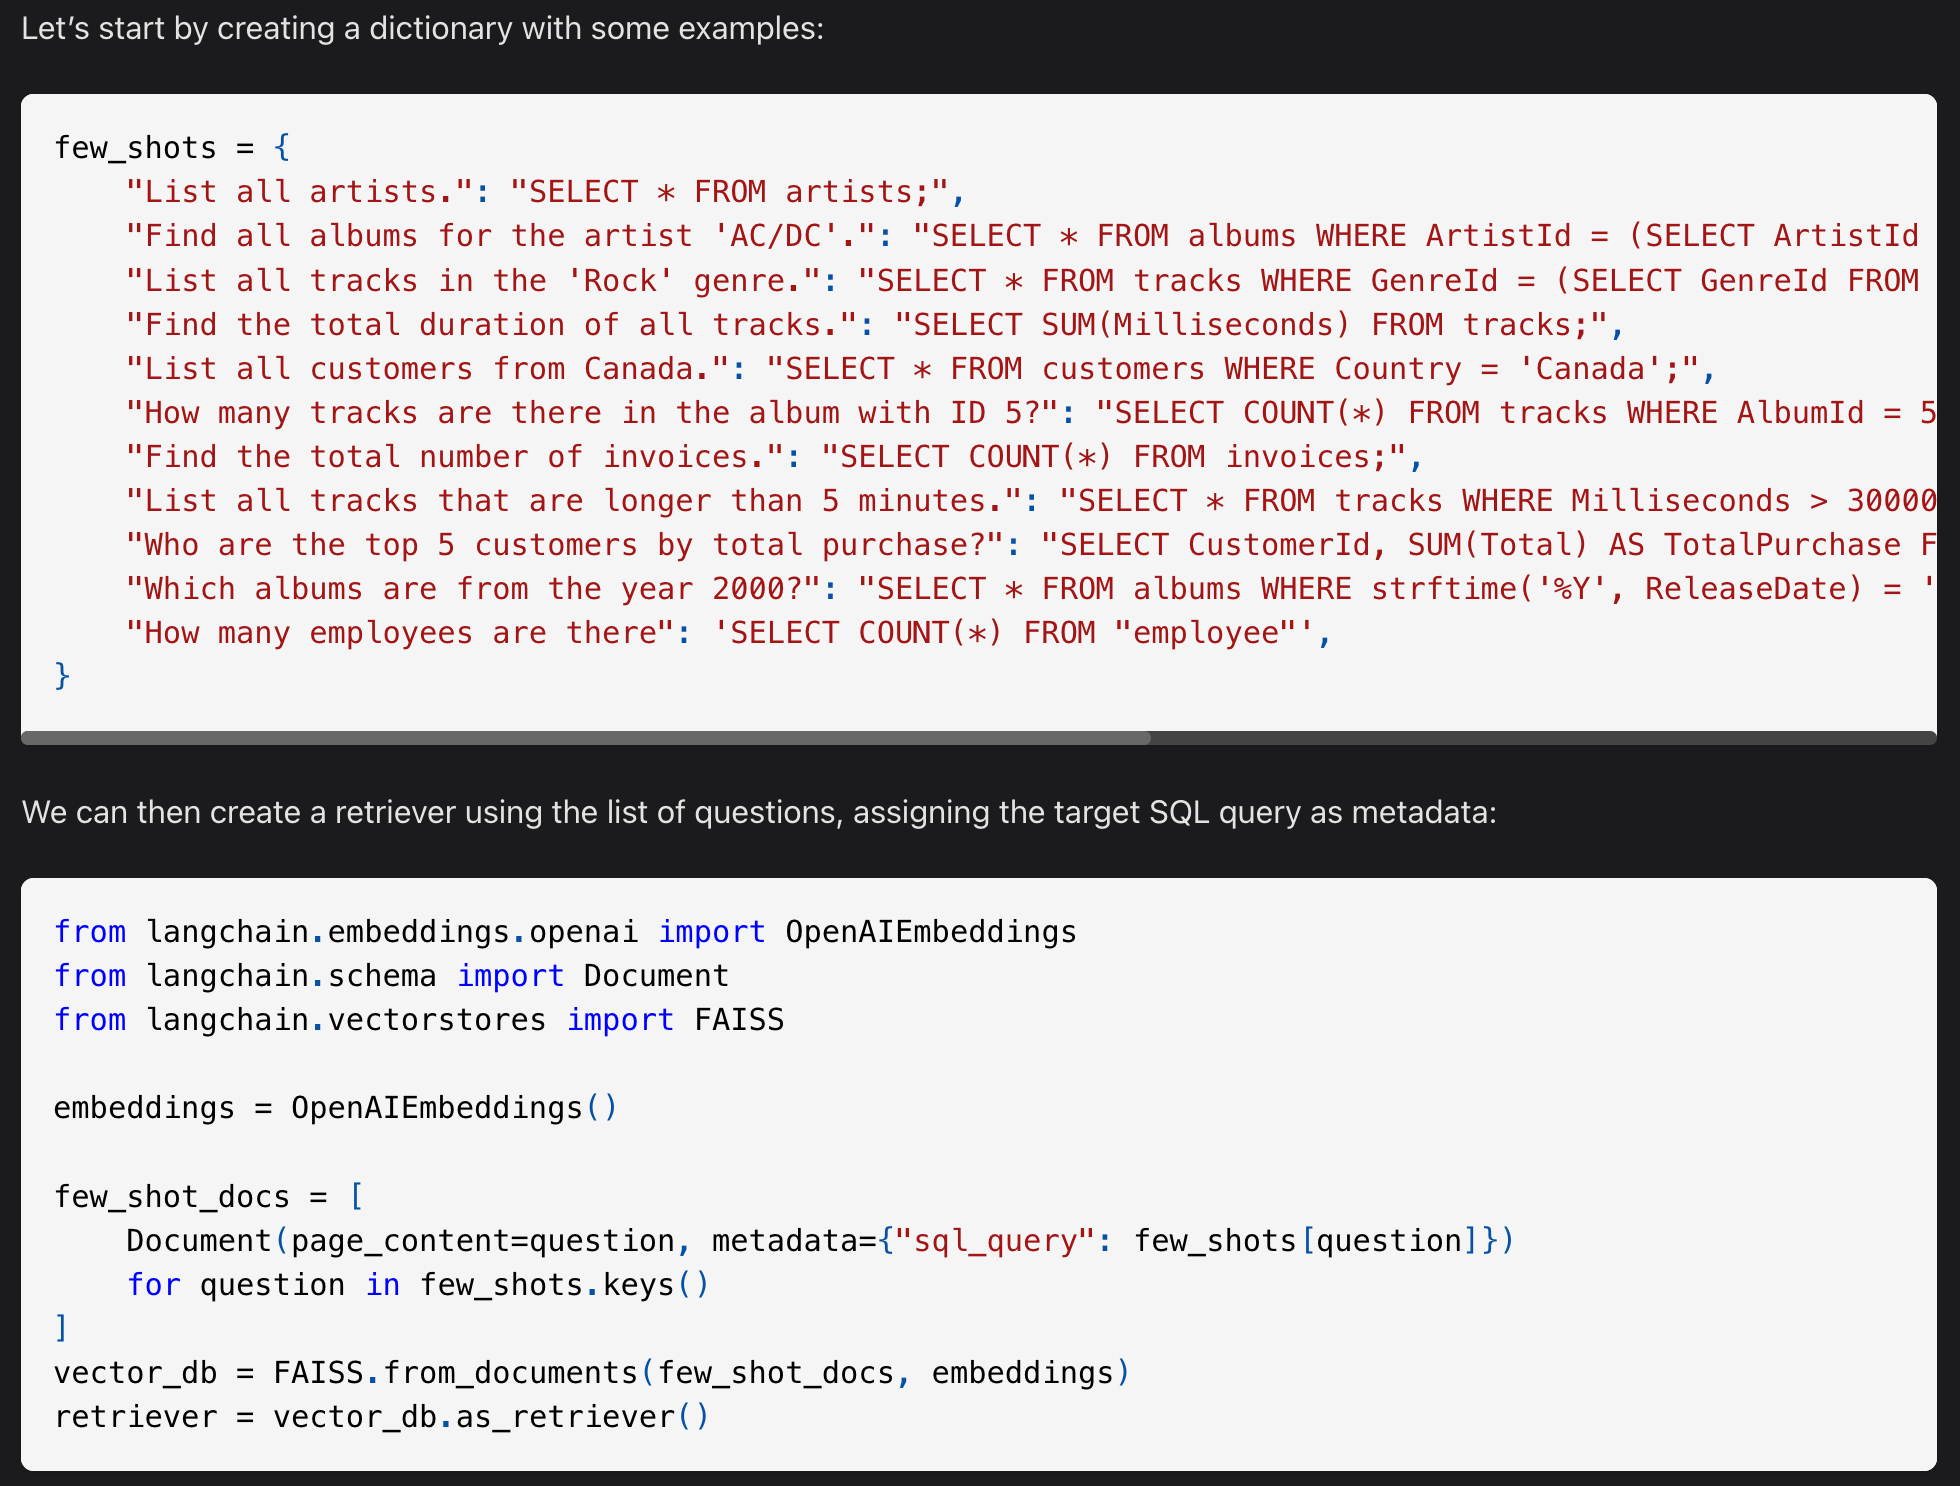 Let’s start by creating a dictionary with some examples:
few_shots = {
    "List all artists.": "SELECT * FROM artists;",
    "Find all albums for the artist 'AC/DC'.": "SELECT * FROM albums WHERE ArtistId = (SELECT ArtistId
    "List all tracks in the 'Rock' genre.": "SELECT * FROM tracks WHERE GenreId = (SELECT GenreId FROM
    "Find the total duration of all tracks.": "SELECT SUM(Milliseconds) FROM tracks;",
    "List all customers from Canada.": "SELECT * FROM customers WHERE Country = 'Canada';",
    "How many tracks are there in the album with ID 5?": "SELECT COUNT(*) FROM tracks WHERE AlbumId = 5
    "Find the total number of invoices.": "SELECT COUNT(*) FROM invoices;",
    "List all tracks that are longer than 5 minutes.": "SELECT * FROM tracks WHERE Milliseconds > 30000
    "Who are the top 5 customers by total purchase?": "SELECT CustomerId, SUM(Total) AS TotalPurchase F
    "Which albums are from the year 2000?": "SELECT * FROM albums WHERE strftime('%Y', ReleaseDate) = '
    "How many employees are there": 'SELECT COUNT(*) FROM "employee"',
}
We can then create a retriever using the list of questions, assigning the target SQL query as metadata:
from langchain.embeddings.openai import OpenAIEmbeddings
from langchain.schema import Document
from langchain.vectorstores import FAISS
embeddings = OpenAIEmbeddings()
few_shot_docs = [
    Document(page_content=question, metadata={"sql_query": few_shots[question]})
    for question in few_shots.keys()
]
vector_db = FAISS.from_documents(few_shot_docs, embeddings)
retriever = vector_db.as_retriever()